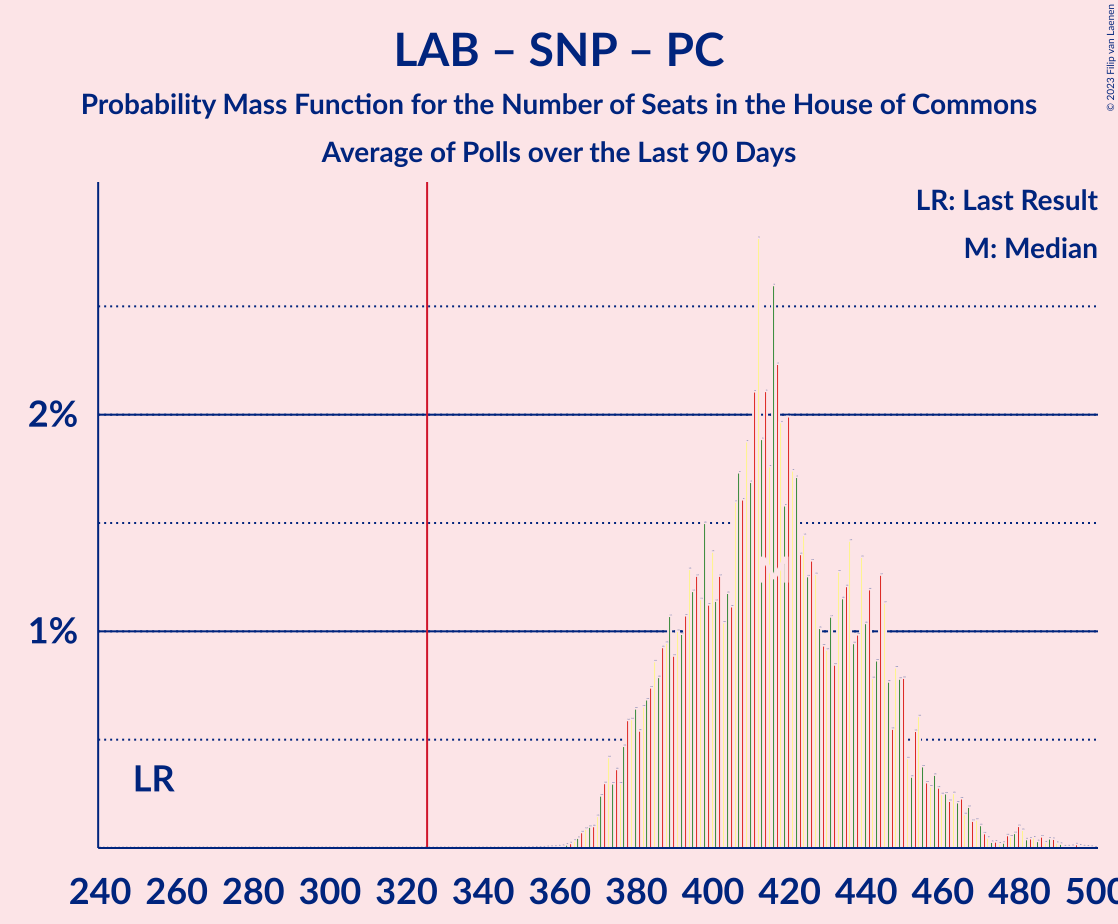 LAB – SNP – PC
Probability Mass Function for the Number of Seats in the House of Commons
Average of Polls over the Last 90 Days
© 2023 Filip van Laenen
LR: Last Result
M: Median
2%
1%
LR
240 260 280 300 320 340 360 380 400 420 440 460 480 500